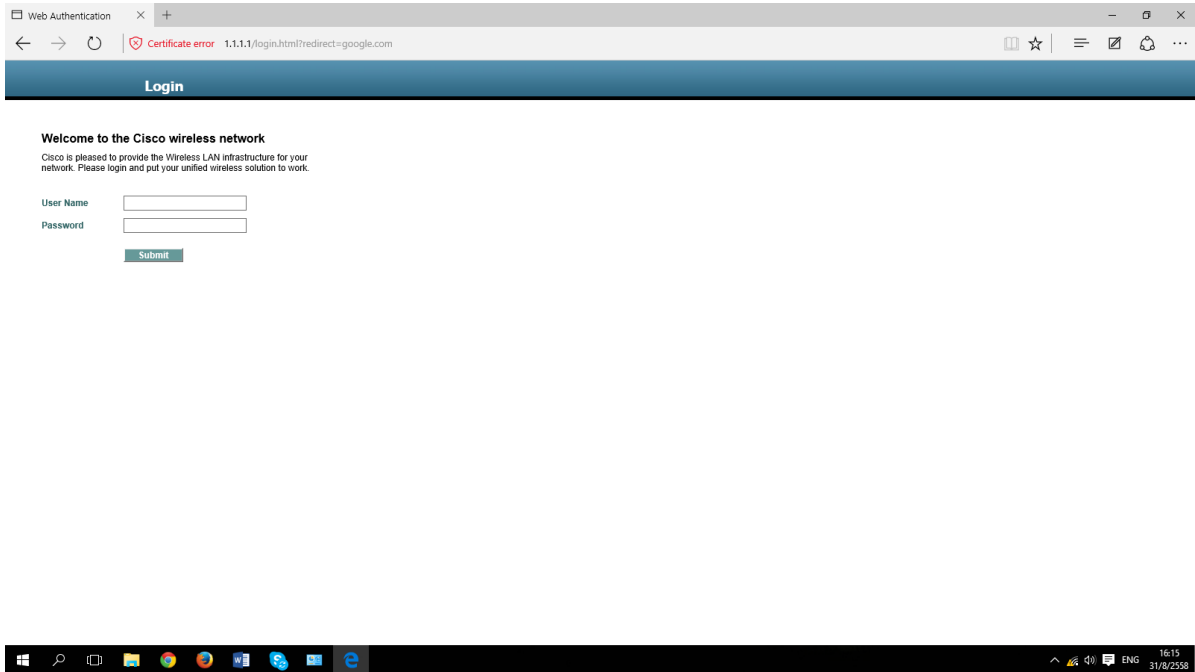 Web Authentication
Certificate error 1.1.1.1/login.html?redirect=google.com
Login
Welcome to the Cisco wireless network
Cisco is pleased to provide the Wireless LAN infrastructure for your
network. Please login and put your unified wireless solution to work.
User Name
Password
Submit
ENG
16:15
31/8/2558